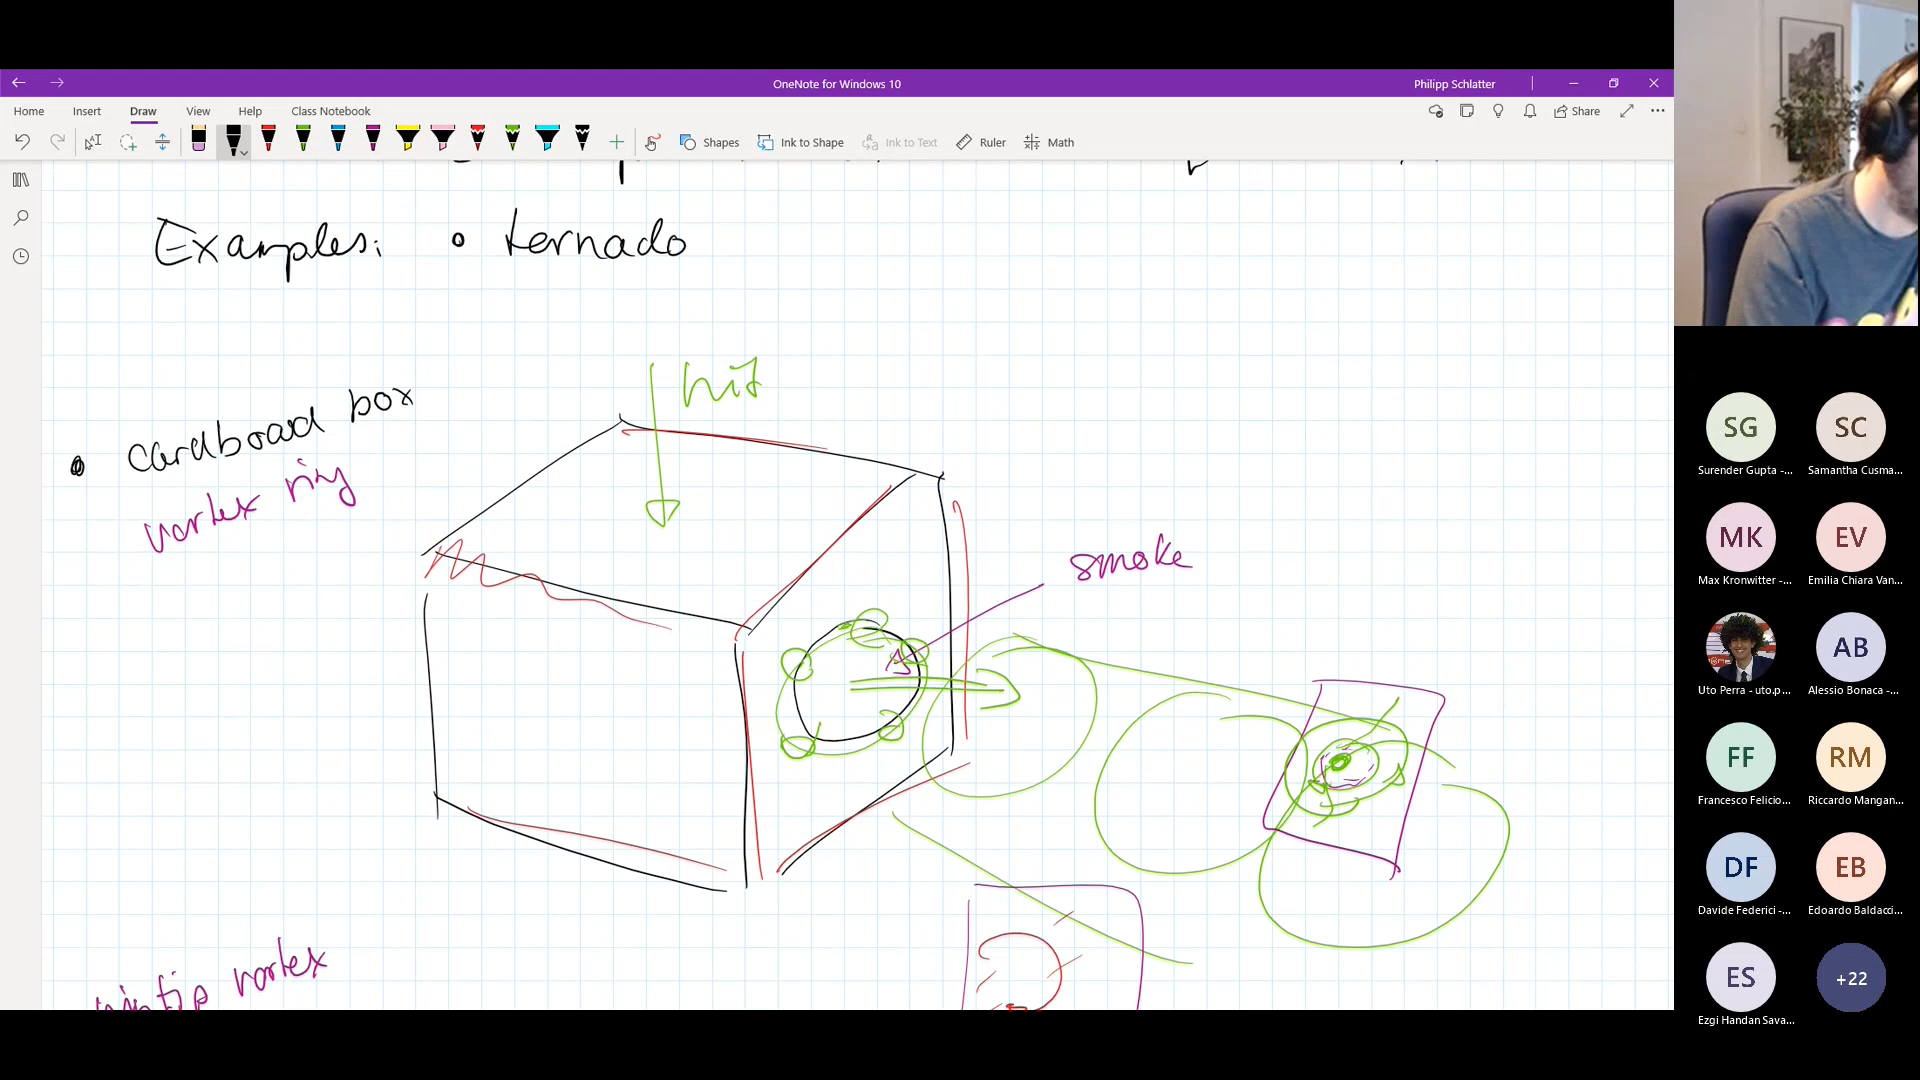 OneNote for Windows 10
Philipp Schlatter
Home Insert Draw View Help Class Notebook
Share
Shapes Ink to Shape Ink to Text Ruler Math
Examples: • tornado
hit
• cardboard box
vortex ring
smoke
vortex
SG SC
Surender Gupta -... Samantha Cusma...
MK EV
Max Kronwitter -... Emilia Chiara Van...
AB
Uto Perra - uto.p... Alessio Bonaca -...
FF RM
Francesco Felicio... Riccardo Mangan...
DF EB
Davide Federici -... Edoardo Baldacci...
ES +22
Ezgi Handan Sava...